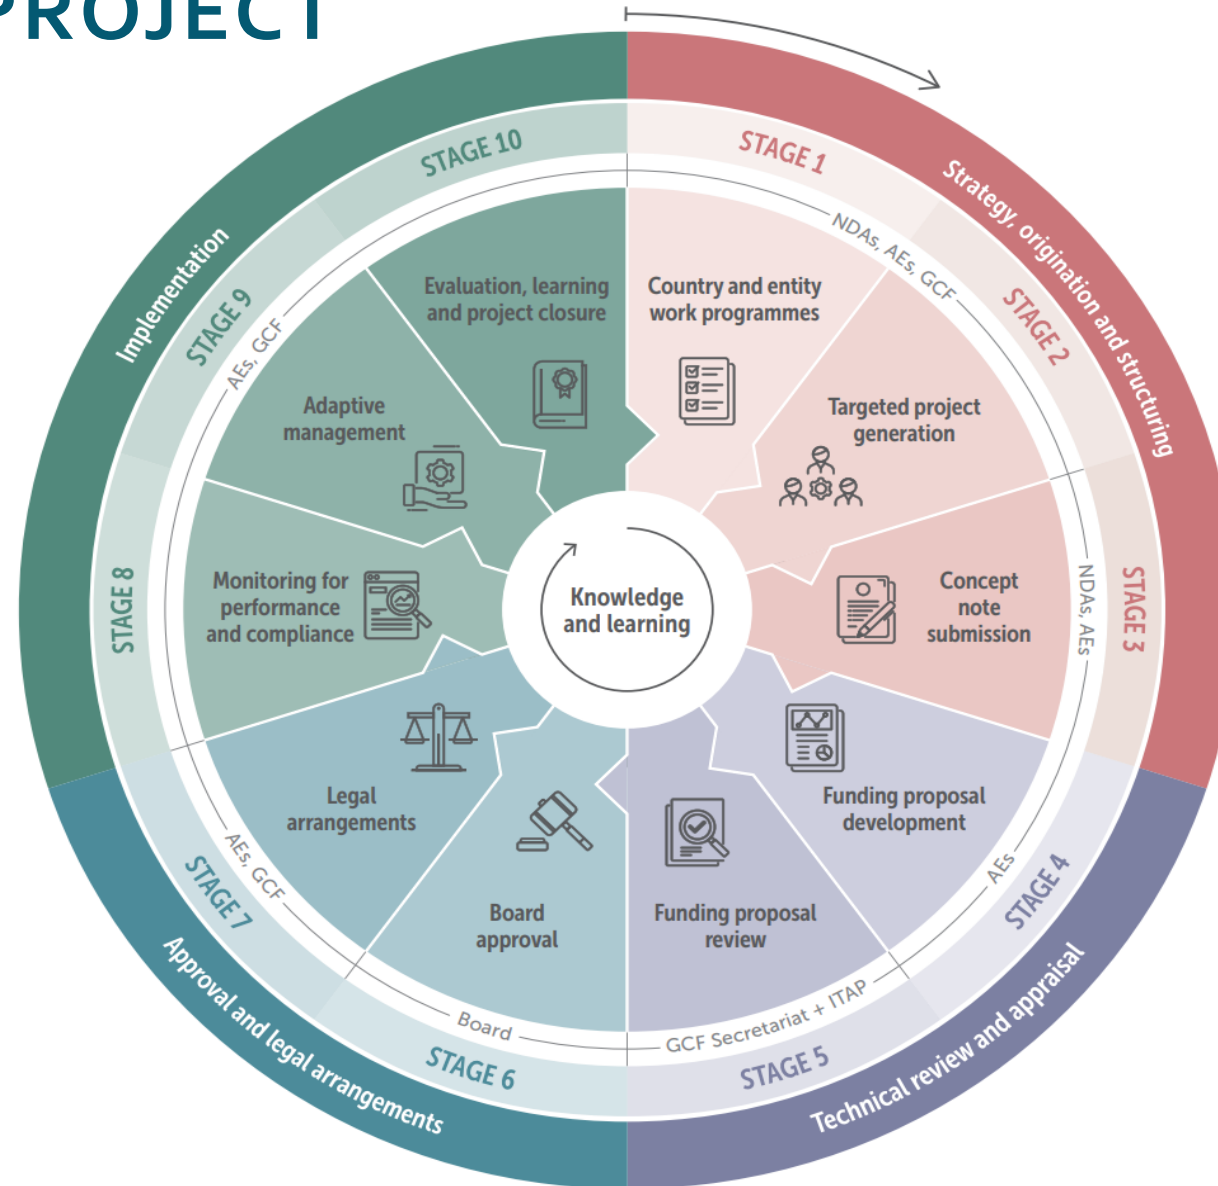 PROJECT
STAGE 1
STAGE 2
STAGE 3
STAGE 4
STAGE 5
STAGE 6
STAGE 7
STAGE 8
STAGE 9
STAGE 10
Strategy, origination and structuring
Technical review and appraisal
Approval and legal arrangements
Implementation
NDAs, AEs, GCF
NDAs, AEs
AEs
GCF Secretariat + ITAP
Board
AEs, GCF
AEs, GCF
Country and entity
work programmes
Targeted project
generation
Concept
note
submission
Funding proposal
development
Funding proposal
review
Board
approval
Legal
arrangements
Monitoring for
performance
and compliance
Adaptive
management
Evaluation, learning
and project closure
Knowledge
and learning